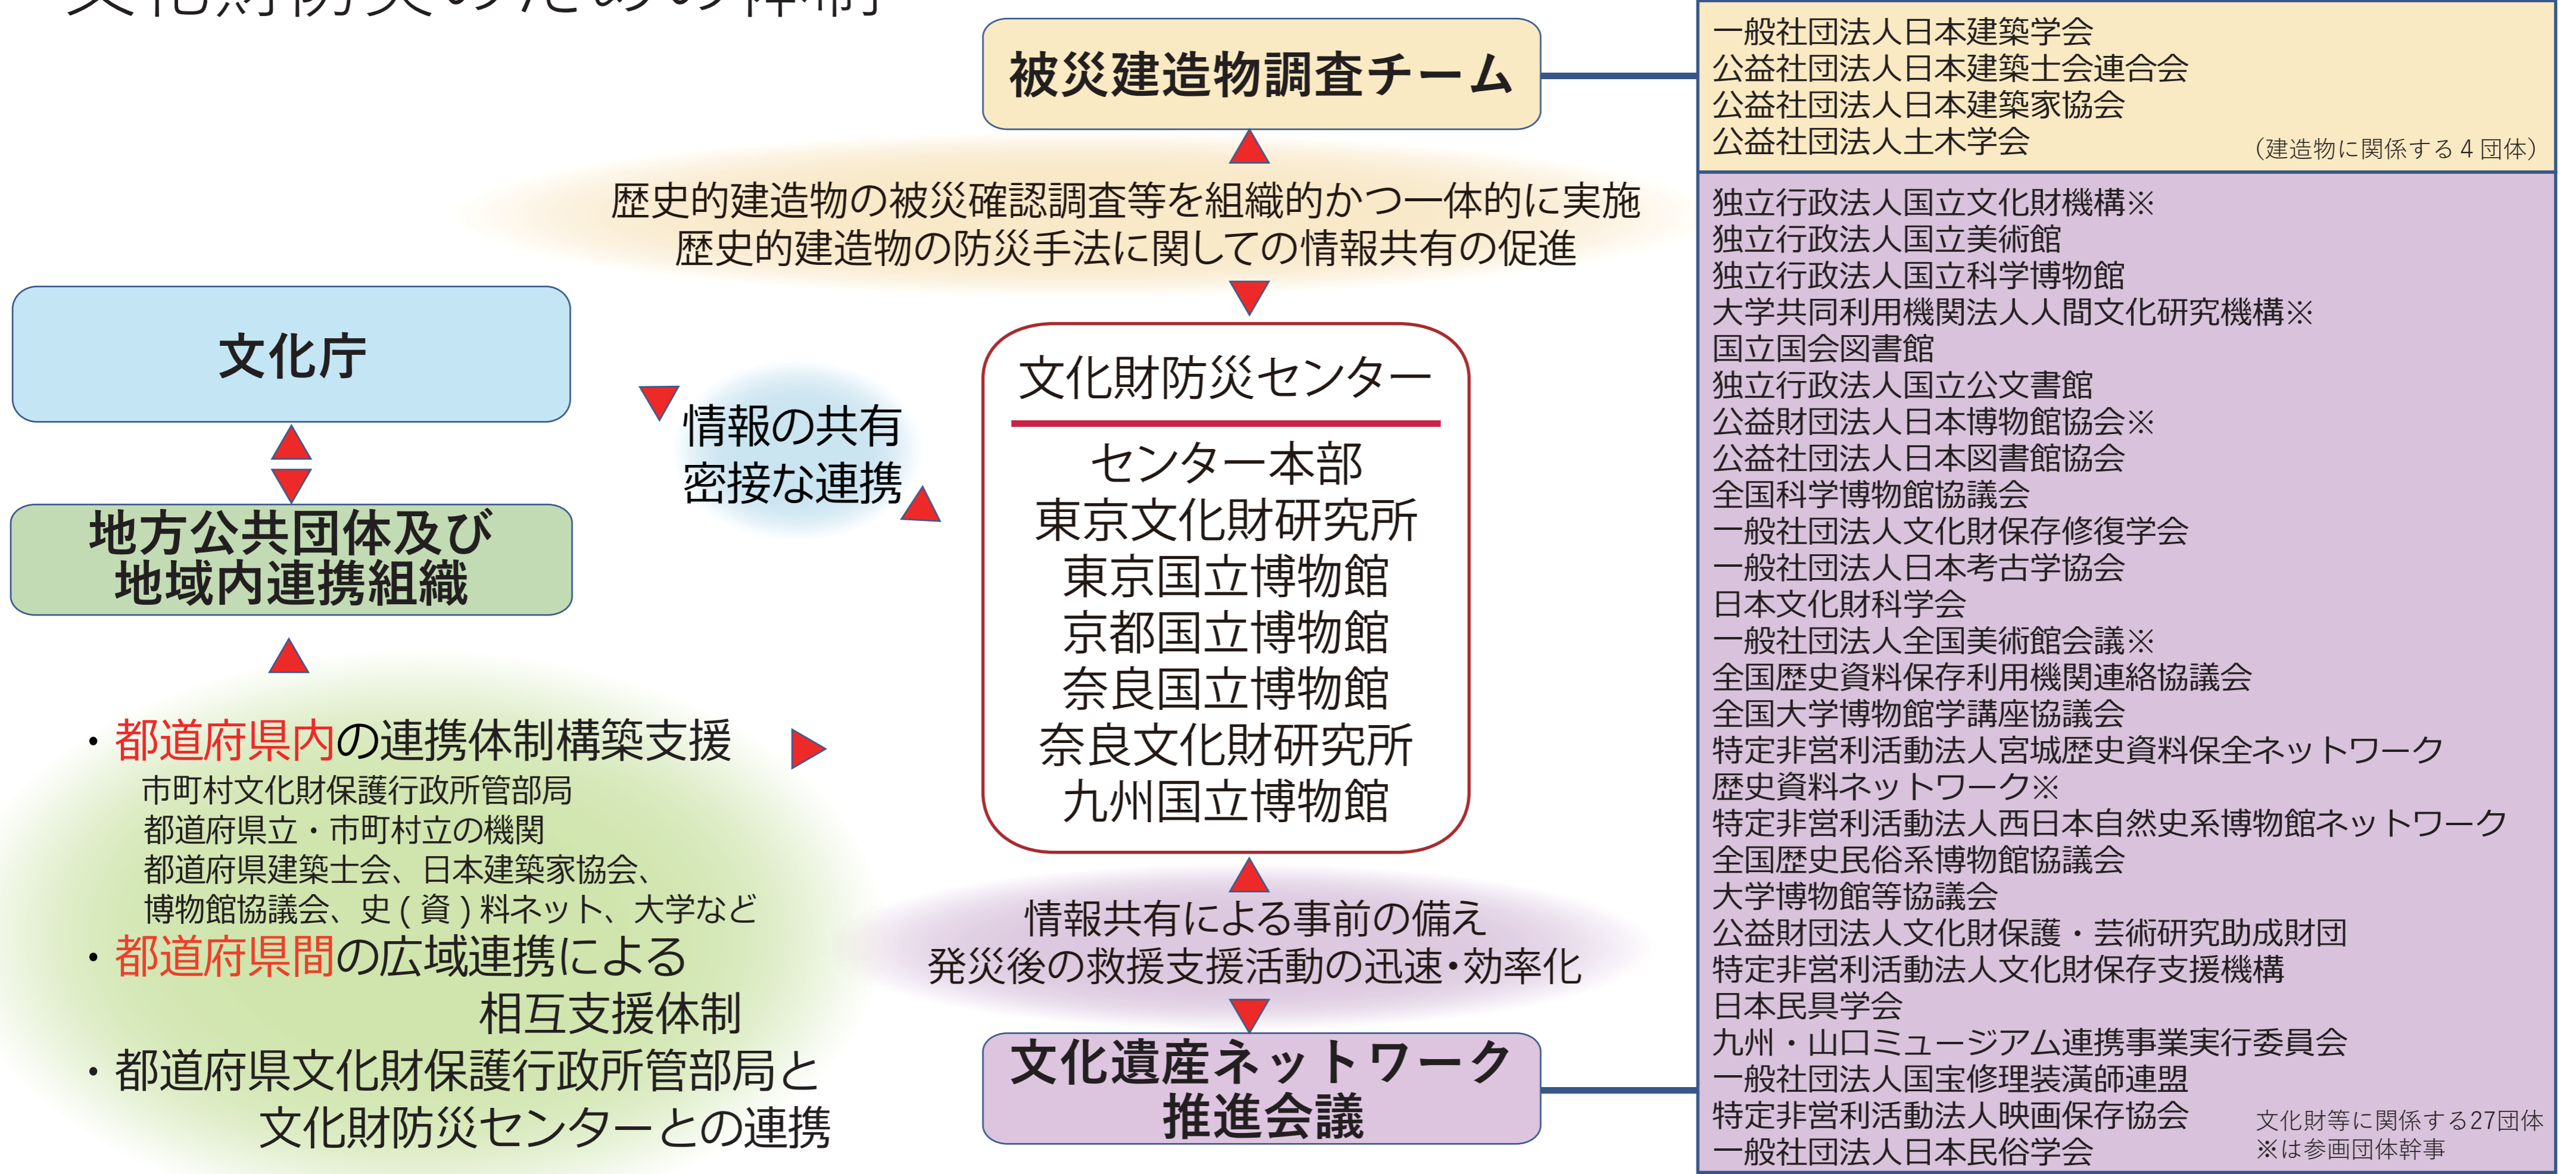 文化財防災のための体制
被災建造物調査チーム
歴史的建造物の被災確認調査等を組織的かつ一体的に実施
歴史的建造物の防災手法に関しての情報共有の促進
文化庁
情報の共有
密接な連携
地方公共団体及び
地域内連携組織
・都道府県内の連携体制構築支援
市町村文化財保護行政所管部局
都道府県立・市町村立の機関
都道府県建築士会、日本建築家協会、
博物館協議会、史(資)料ネット、大学など
・都道府県間の広域連携による
相互支援体制
・都道府県文化財保護行政所管部局と
文化財防災センターとの連携
文化財防災センター
センター本部
東京文化財研究所
東京国立博物館
京都国立博物館
奈良国立博物館
奈良文化財研究所
九州国立博物館
情報共有による事前の備え
発災後の救援支援活動の迅速・効率化
文化遺産ネットワーク
推進会議
一般社団法人日本建築学会
公益社団法人日本建築士会連合会
公益社団法人日本建築家協会
公益社団法人土木学会
(建造物に関係する4団体)
独立行政法人国立文化財機構※
独立行政法人国立美術館
独立行政法人国立科学博物館
大学共同利用機関法人人間文化研究機構※
国立国会図書館
独立行政法人国立公文書館
公益財団法人日本博物館協会※
公益社団法人日本図書館協会
全国科学博物館協議会
一般社団法人文化財保存修復学会
一般社団法人日本考古学協会
日本文化財科学会
一般社団法人全国美術館会議※
全国歴史資料保存利用機関連絡協議会
全国大学博物館学講座協議会
特定非営利活動法人宮城歴史資料保全ネットワーク
歴史資料ネットワーク※
特定非営利活動法人西日本自然史系博物館ネットワーク
全国歴史民俗系博物館協議会
大学博物館等協議会
公益財団法人文化財保護・芸術研究助成財団
特定非営利活動法人文化財保存支援機構
日本民具学会
九州・山口ミュージアム連携事業実行委員会
一般社団法人国宝修理装潢師連盟
特定非営利活動法人映画保存協会
一般社団法人日本民俗学会
文化財等に関係する27団体
※は参画団体幹事